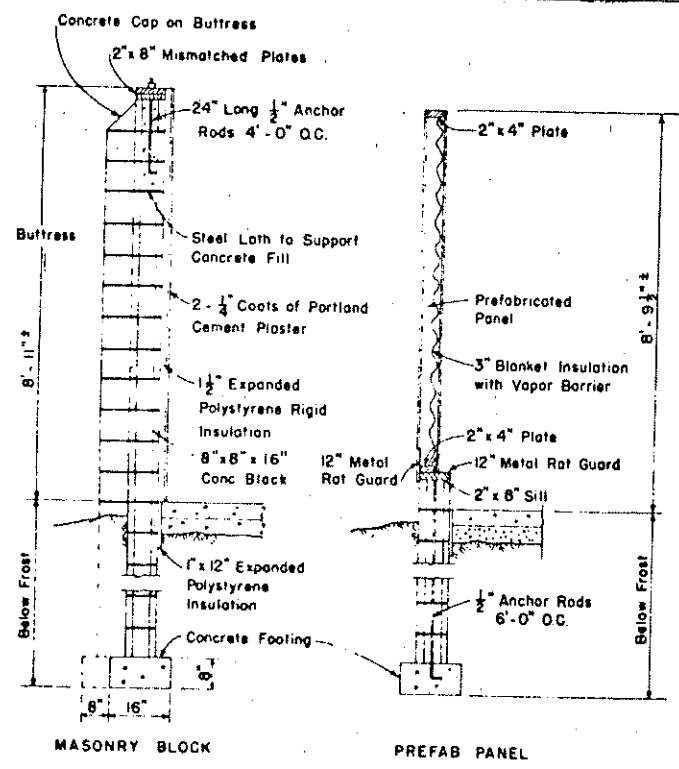 Concrete Cap on Buttress
2" x 8" Mismatched Plates
24" Long 1/2" Anchor
Rods 4'-0" O.C.
Buttress
Steel Lath to Support
Concrete Fill
2 - 1/4" Coats of Portland
Cement Plaster
8'-11" ±
1 1/2" Expanded
Polystyrene Rigid
Insulation
8"x8"x16"
Conc Block
Below Frost
1" x 12" Expanded
Polystyrene
Insulation
Concrete Footing
8"
8"
16"
MASONRY BLOCK
2" x 4" Plate
Prefabricated
Panel
8'-9 1/2" ±
3" Blanket Insulation
with Vapor Barrier
2" x 4" Plate
12" Metal
Rat Guard
12" Metal Rat Guard
2" x 8" Sill
1/2" Anchor Rods
6'-0" O.C.
Below Frost
PREFAB PANEL